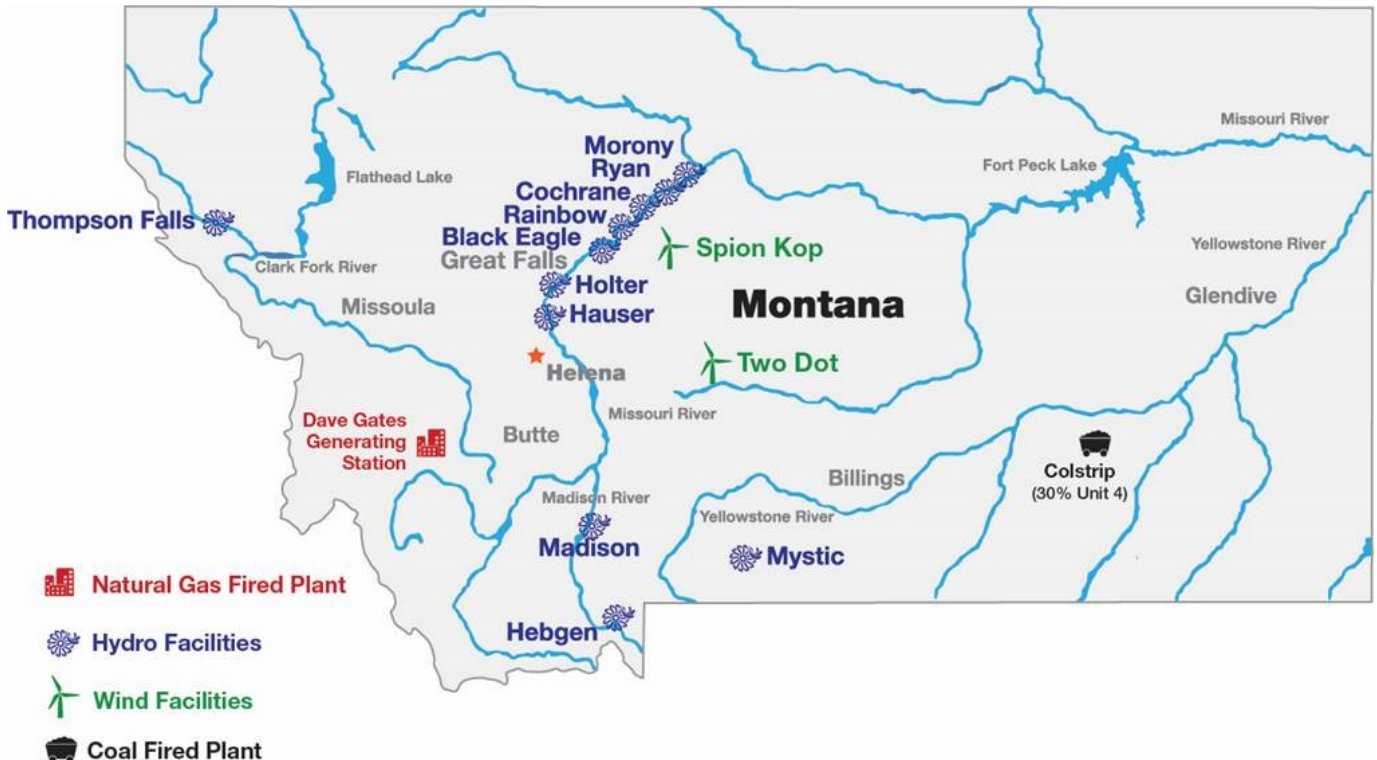 Missouri River
Morony
Ryan
Fort Peck Lake
Flathead Lake
Cochrane
Rainbow
Thompson Falls
Black Eagle
Great Falls
Spion Kop
Yellowstone River
Clark Fork River
Holter
Glendive
Missoula
Hauser
Montana
Two Dot
Helena
Missouri River
Dave Gates
Generating
Station
Butte
Billings
Colstrip
(30% Unit 4)
Madison River
Yellowstone River
Madison
Mystic
Hebgen
Natural Gas Fired Plant
Hydro Facilities
Wind Facilities
Coal Fired Plant